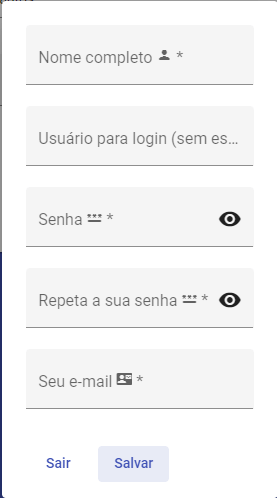 Nome completo *
Usuário para login (sem es...
Senha *** *
Repeta a sua senha *** *
Seu e-mail *
Sair
Salvar